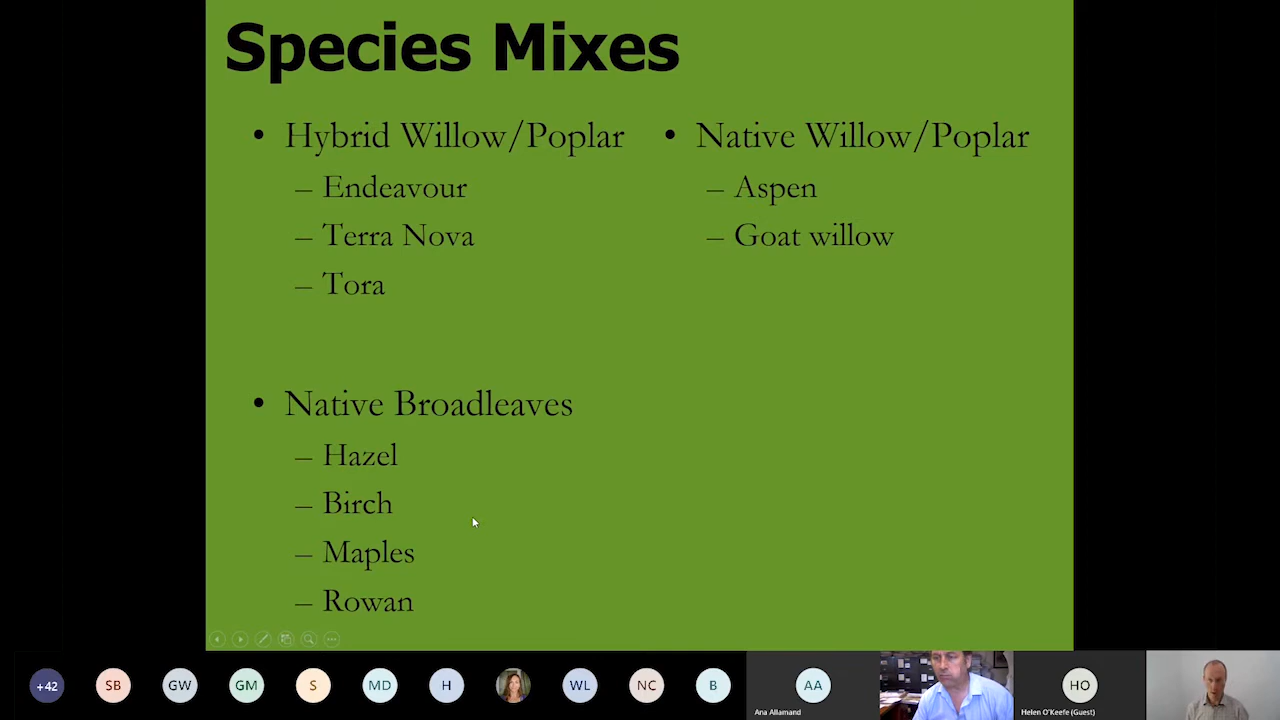 Species Mixes
• Hybrid Willow/Poplar
– Endeavour
– Terra Nova
– Tora
• Native Broadleaves
– Hazel
– Birch
– Maples
– Rowan
• Native Willow/Poplar
– Aspen
– Goat willow
+42
SB
GW
GM
S
MD
H
WL
NC
B
AA
Ana Allamand
HO
Helen O'Keefe (Guest)